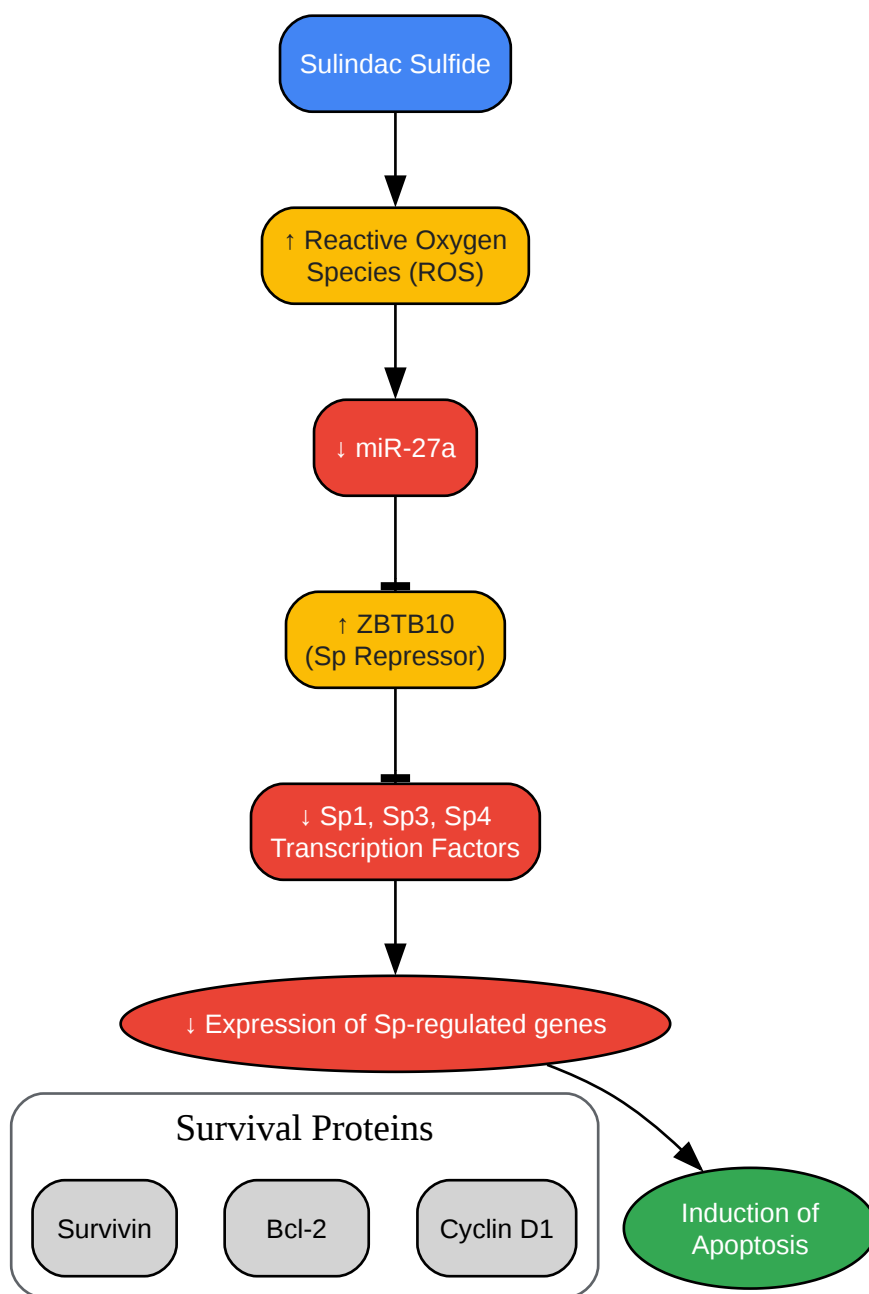 Sulindac Sulfide
↑ Reactive Oxygen
Species (ROS)
↓ miR-27a
↑ ZBTB10
(Sp Repressor)
↓ Sp1, Sp3, Sp4
Transcription Factors
↓ Expression of Sp-regulated genes
Survival Proteins
Survivin
Bcl-2
Cyclin D1
Induction of
Apoptosis